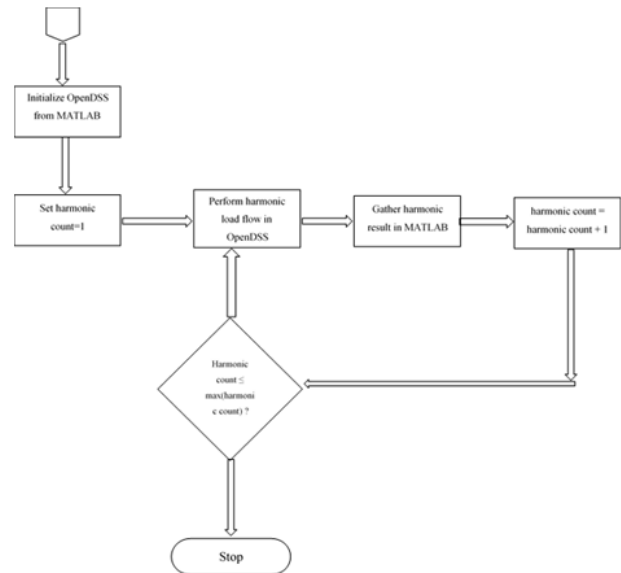 Initialize OpenDSS
from MATLAB
Set harmonic
count=1
Perform harmonic
load flow in
OpenDSS
Gather harmonic
result in MATLAB
harmonic count =
harmonic count + 1
Harmonic
count ≤
max(harmoni
c count) ?
Stop